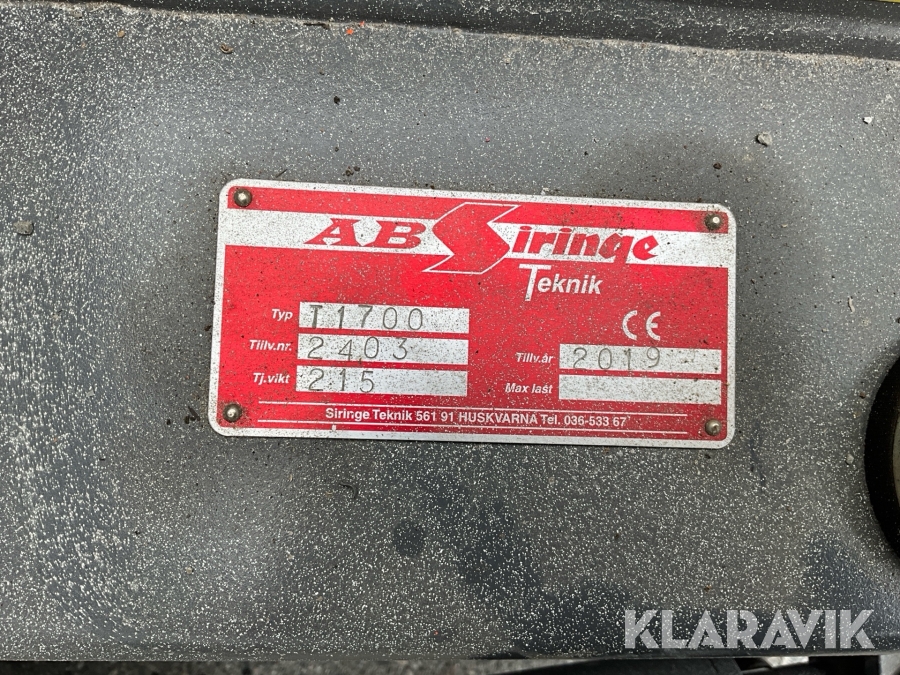 AB Siringe
Teknik
Typ T1700
CE
Tillv.nr. 2403
Tillv.år 2019
Tj.vikt 215
Max last
Siringe Teknik 561 91 HUSKVARNA Tel. 036-533 67
KLARAVIK